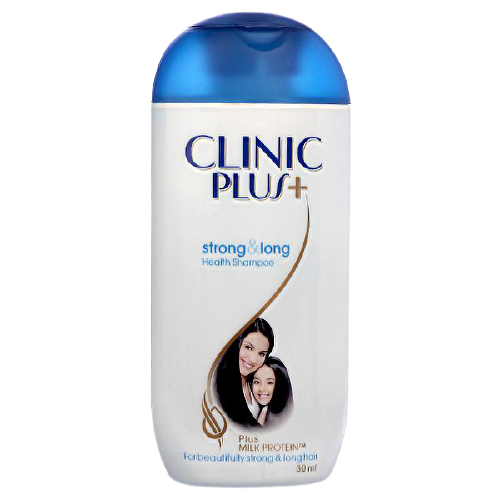 CLINIC
PLUS+
strong&long
Health Shampoo
Plus
MILK PROTEIN™
For beautifully strong & long hair
30 ml